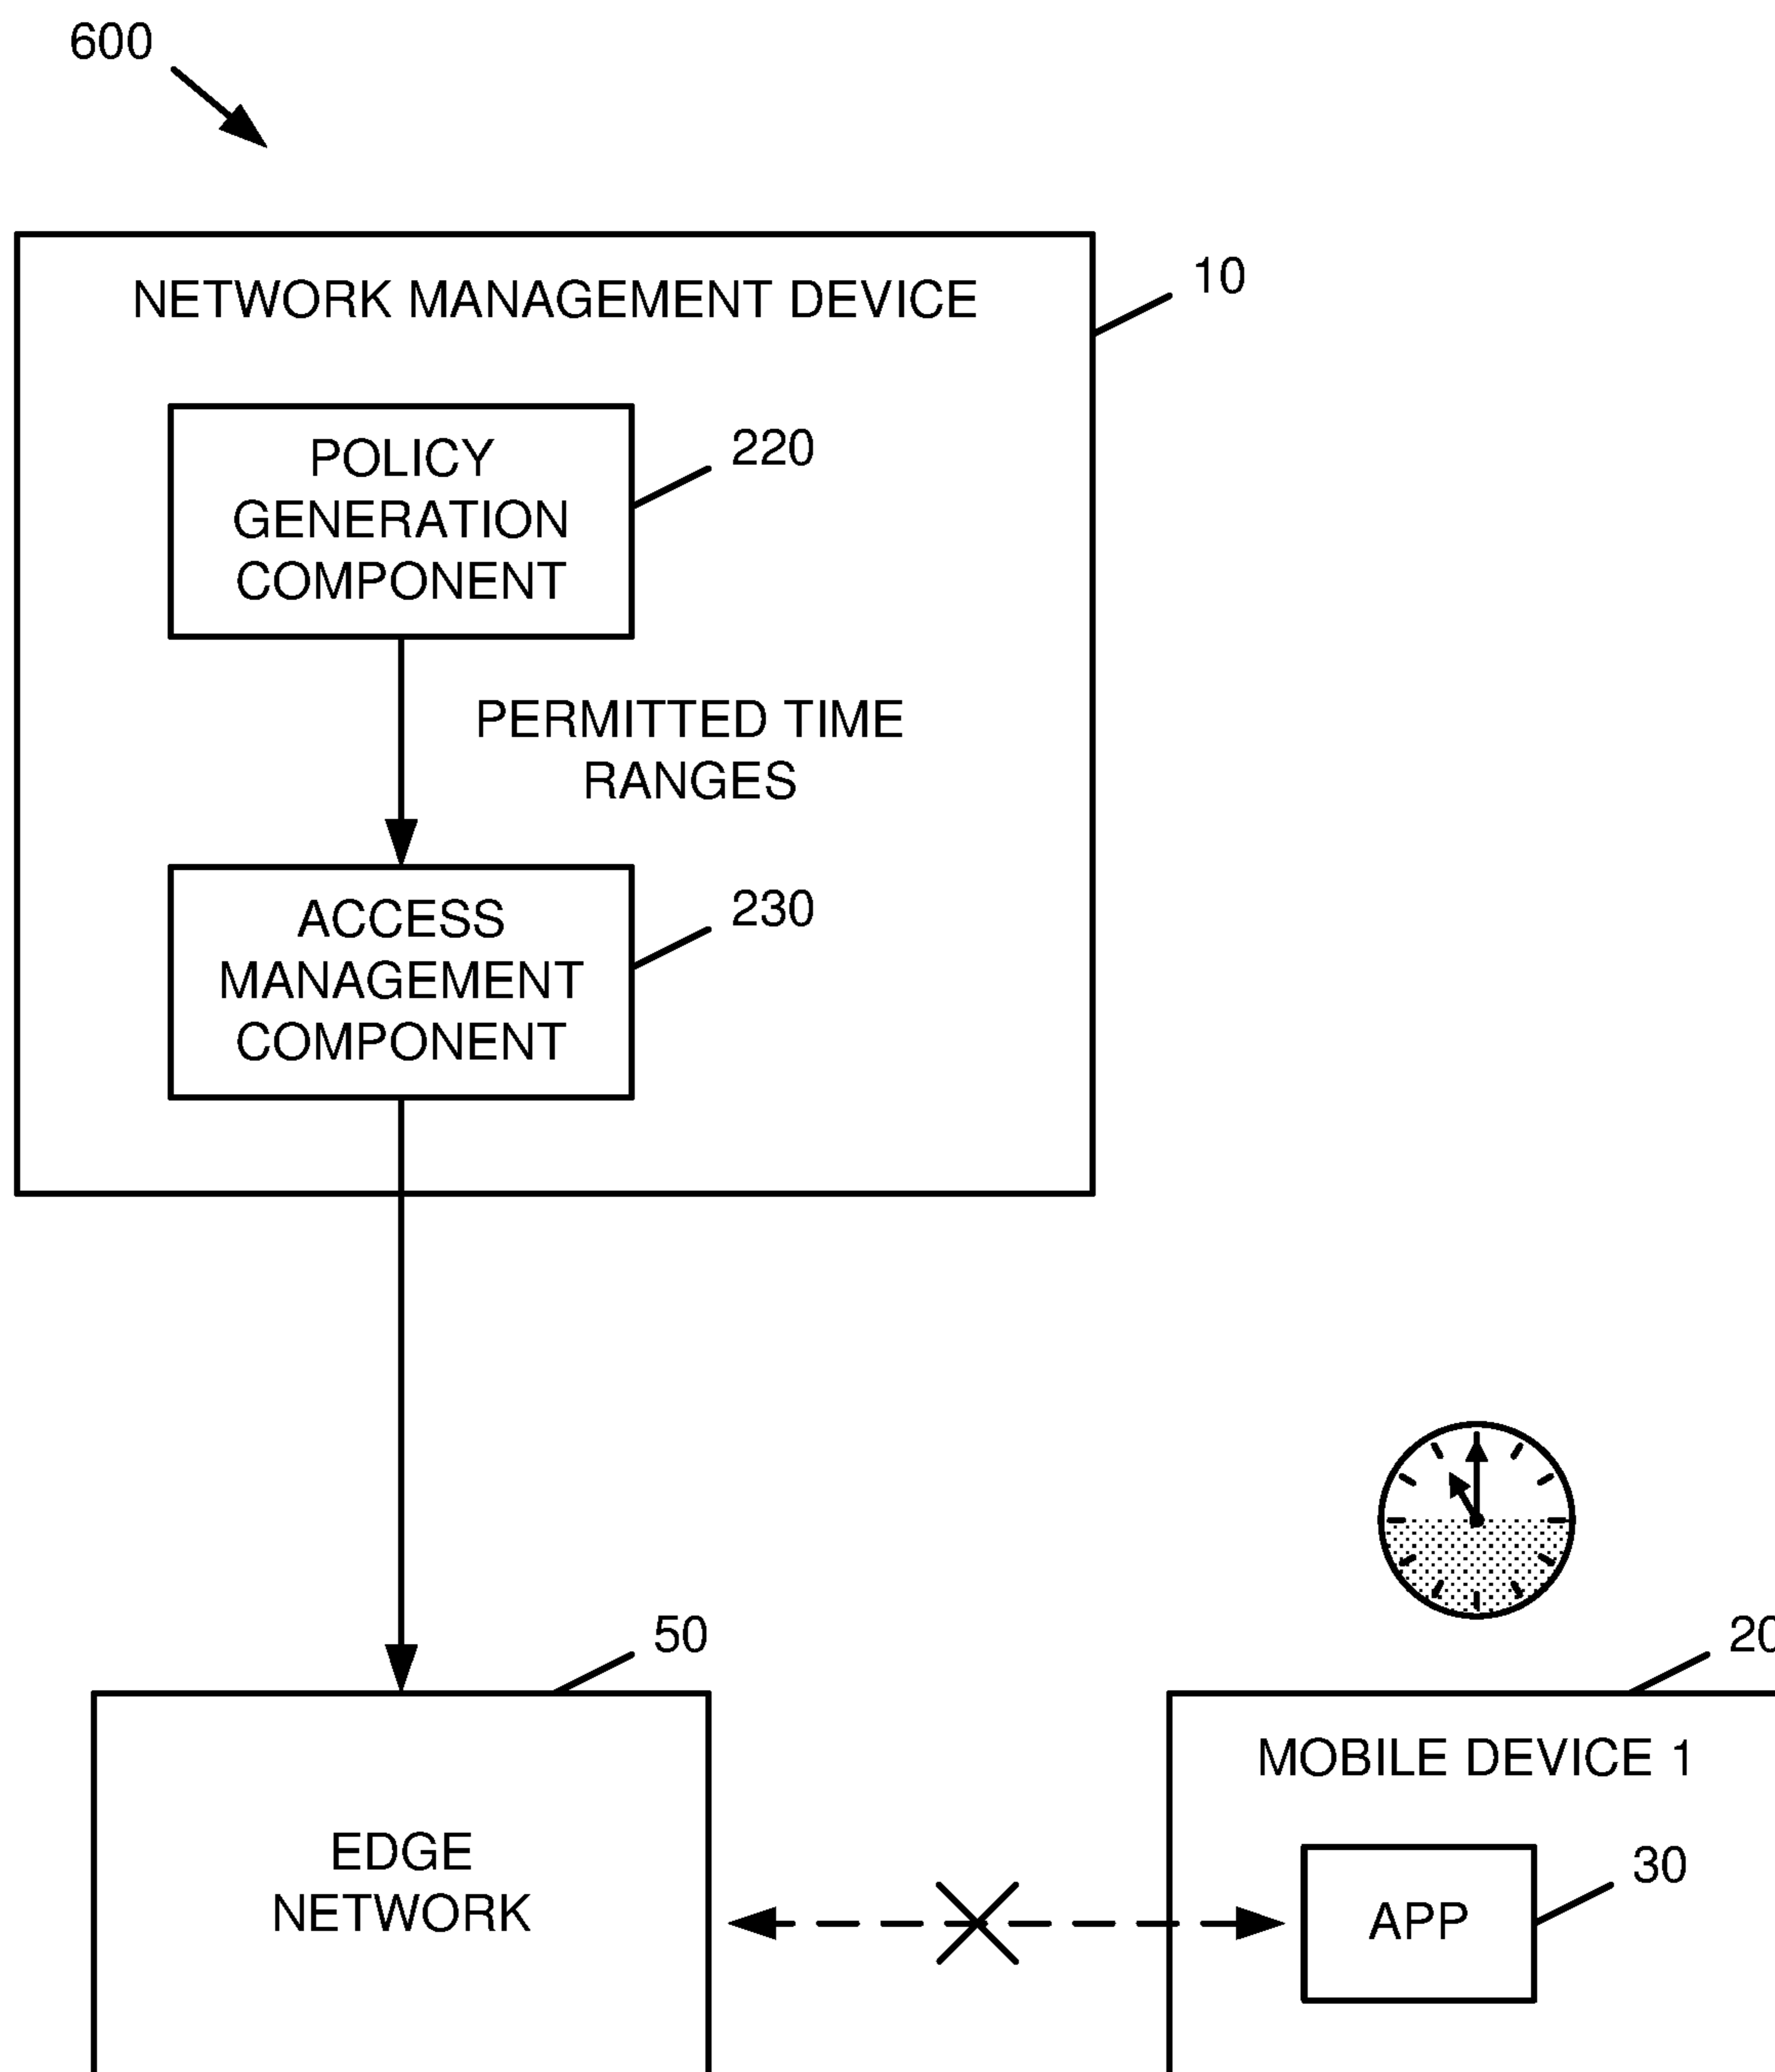 600
10
NETWORK MANAGEMENT DEVICE
220
POLICY
GENERATION
COMPONENT
PERMITTED TIME
RANGES
230
ACCESS
MANAGEMENT
COMPONENT
50
20
MOBILE DEVICE 1
EDGE
NETWORK
30
APP